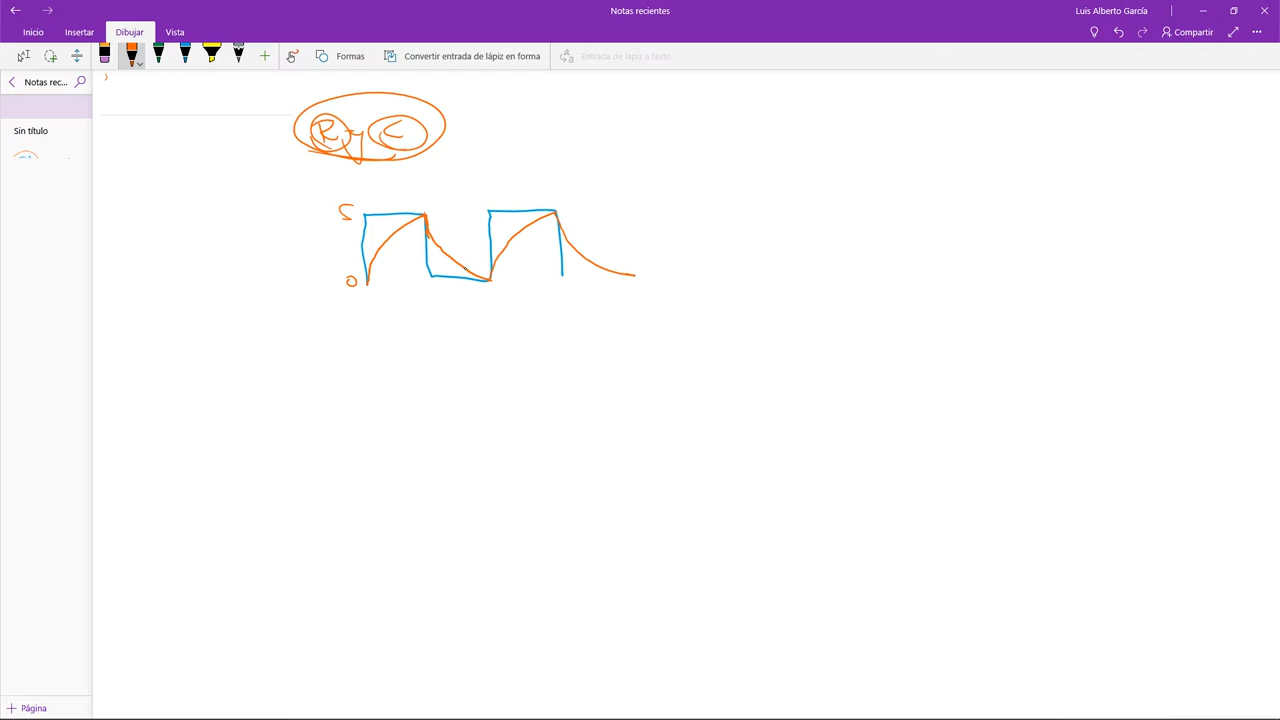 Notas recientes
Luis Alberto García
Inicio Insertar Dibujar Vista
Compartir
Formas Convertir entrada de lápiz en forma Entrada de lápiz a texto
Notas rec...
Sin título
R y C
5
0
Página